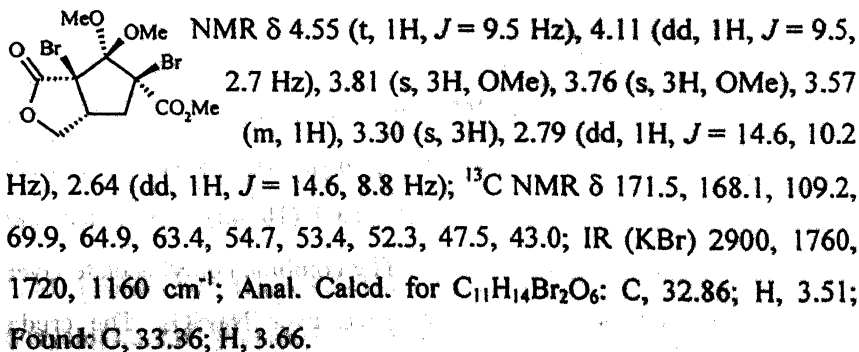 MeO
OMe NMR δ 4.55 (t, 1H, J = 9.5 Hz), 4.11 (dd, 1H, J = 9.5,
Br
O
Br 2.7 Hz), 3.81 (s, 3H, OMe), 3.76 (s, 3H, OMe), 3.57
O
CO₂Me (m, 1H), 3.30 (s, 3H), 2.79 (dd, 1H, J = 14.6, 10.2
Hz), 2.64 (dd, 1H, J = 14.6, 8.8 Hz); ¹³C NMR δ 171.5, 168.1, 109.2,
69.9, 64.9, 63.4, 54.7, 53.4, 52.3, 47.5, 43.0; IR (KBr) 2900, 1760,
1720, 1160 cm⁻¹; Anal. Calcd. for C₁₁H₁₄Br₂O₆: C, 32.86; H, 3.51;
Found: C, 33.36; H, 3.66.